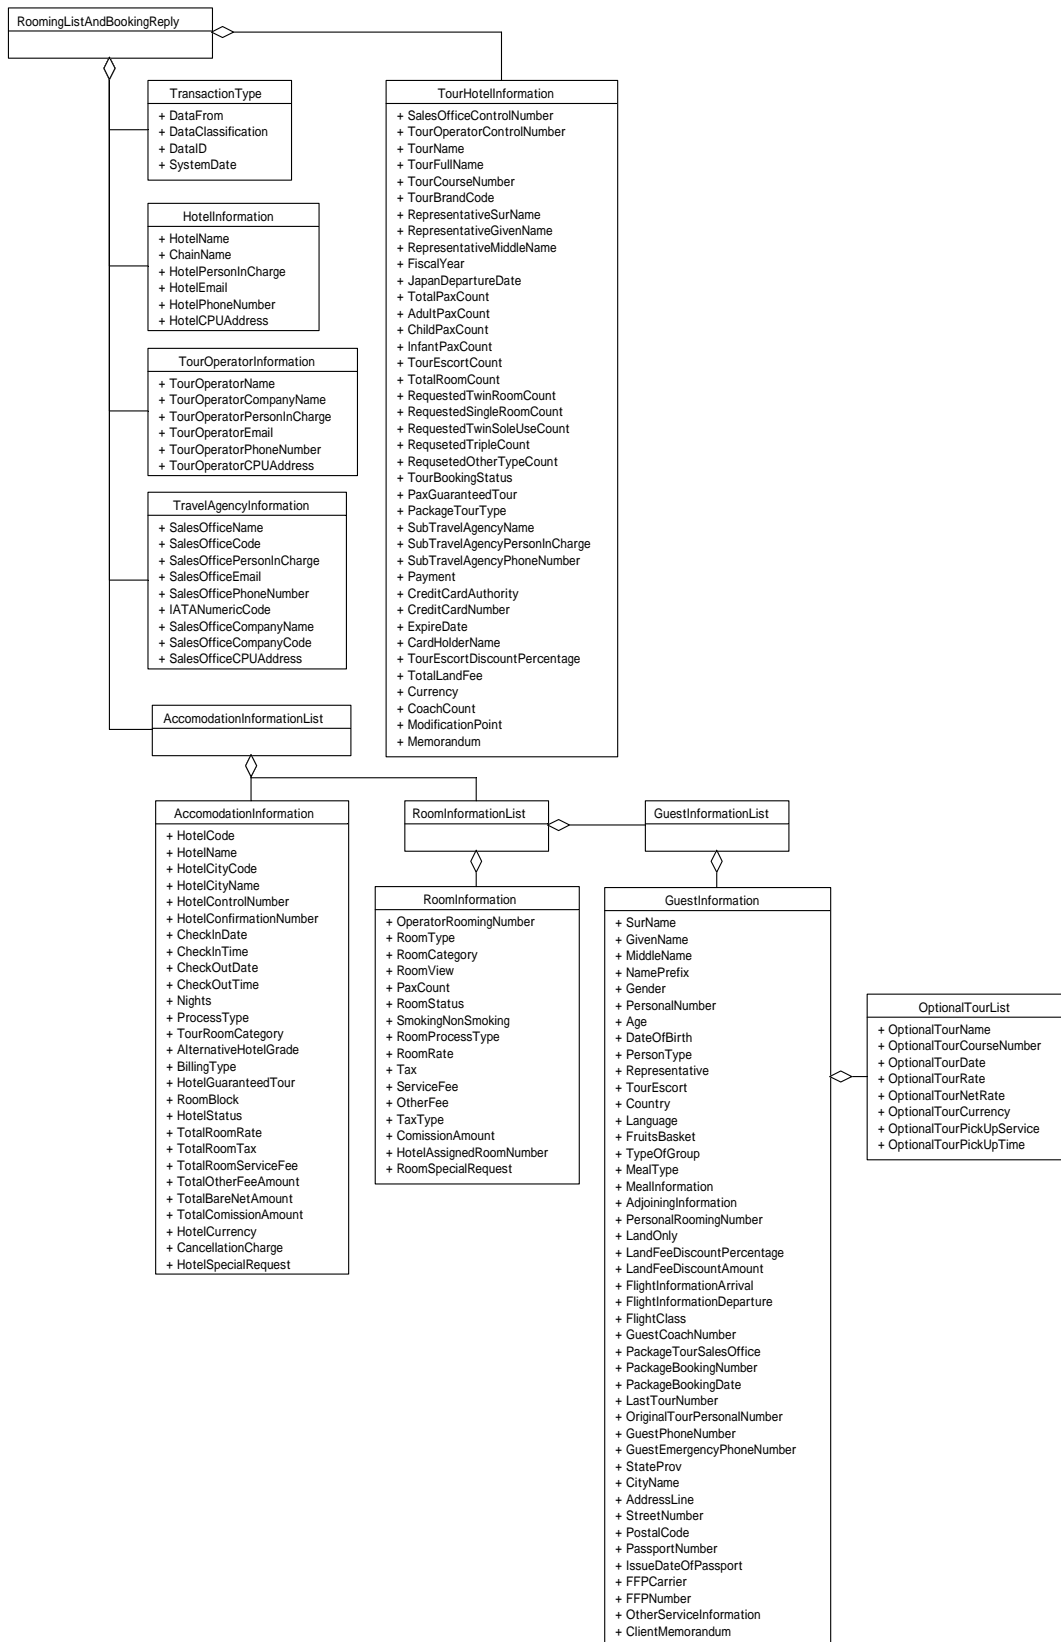 RoomingListAndBookingReply
TransactionType
+ DataFrom
+ DataClassification
+ DataID
+ SystemDate
HotelInformation
+ HotelName
+ ChainName
+ HotelPersonInCharge
+ HotelEmail
+ HotelPhoneNumber
+ HotelCPUAddress
TourOperatorInformation
+ TourOperatorName
+ TourOperatorCompanyName
+ TourOperatorPersonInCharge
+ TourOperatorEmail
+ TourOperatorPhoneNumber
+ TourOperatorCPUAddress
TravelAgencyInformation
+ SalesOfficeName
+ SalesOfficeCode
+ SalesOfficePersonInCharge
+ SalesOfficeEmail
+ SalesOfficePhoneNumber
+ IATANumericCode
+ SalesOfficeCompanyName
+ SalesOfficeCompanyCode
+ SalesOfficeCPUAddress
TourHotelInformation
+ SalesOfficeControlNumber
+ TourOperatorControlNumber
+ TourName
+ TourFullName
+ TourCourseNumber
+ TourBrandCode
+ RepresentativeSurName
+ RepresentativeGivenName
+ RepresentativeMiddleName
+ FiscalYear
+ JapanDepartureDate
+ TotalPaxCount
+ AdultPaxCount
+ ChildPaxCount
+ InfantPaxCount
+ TourEscortCount
+ TotalRoomCount
+ RequestedTwinRoomCount
+ RequestedSingleRoomCount
+ RequestedTwinSoleUseCount
+ RequsetedTripleCount
+ RequsetedOtherTypeCount
+ TourBookingStatus
+ PaxGuaranteedTour
+ PackageTourType
+ SubTravelAgencyName
+ SubTravelAgencyPersonInCharge
+ SubTravelAgencyPhoneNumber
+ Payment
+ CreditCardAuthority
+ CreditCardNumber
+ ExpireDate
+ CardHolderName
+ TourEscortDiscountPercentage
+ TotalLandFee
+ Currency
+ CoachCount
+ ModificationPoint
+ Memorandum
AccomodationInformationList
AccomodationInformation
+ HotelCode
+ HotelName
+ HotelCityCode
+ HotelCityName
+ HotelControlNumber
+ HotelConfirmationNumber
+ CheckInDate
+ CheckInTime
+ CheckOutDate
+ CheckOutTime
+ Nights
+ ProcessType
+ TourRoomCategory
+ AlternativeHotelGrade
+ BillingType
+ HotelGuaranteedTour
+ RoomBlock
+ HotelStatus
+ TotalRoomRate
+ TotalRoomTax
+ TotalRoomServiceFee
+ TotalOtherFeeAmount
+ TotalBareNetAmount
+ TotalComissionAmount
+ HotelCurrency
+ CancellationCharge
+ HotelSpecialRequest
RoomInformationList
RoomInformation
+ OperatorRoomingNumber
+ RoomType
+ RoomCategory
+ RoomView
+ PaxCount
+ RoomStatus
+ SmokingNonSmoking
+ RoomProcessType
+ RoomRate
+ Tax
+ ServiceFee
+ OtherFee
+ TaxType
+ ComissionAmount
+ HotelAssignedRoomNumber
+ RoomSpecialRequest
GuestInformationList
GuestInformation
+ SurName
+ GivenName
+ MiddleName
+ NamePrefix
+ Gender
+ PersonalNumber
+ Age
+ DateOfBirth
+ PersonType
+ Representative
+ TourEscort
+ Country
+ Language
+ FruitsBasket
+ TypeOfGroup
+ MealType
+ MealInformation
+ AdjoiningInformation
+ PersonalRoomingNumber
+ LandOnly
+ LandFeeDiscountPercentage
+ LandFeeDiscountAmount
+ FlightInformationArrival
+ FlightInformationDeparture
+ FlightClass
+ GuestCoachNumber
+ PackageTourSalesOffice
+ PackageBookingNumber
+ PackageBookingDate
+ LastTourNumber
+ OriginalTourPersonalNumber
+ GuestPhoneNumber
+ GuestEmergencyPhoneNumber
+ StateProv
+ CityName
+ AddressLine
+ StreetNumber
+ PostalCode
+ PassportNumber
+ IssueDateOfPassport
+ FFPCarrier
+ FFPNumber
+ OtherServiceInformation
+ ClientMemorandum
OptionalTourList
+ OptionalTourName
+ OptionalTourCourseNumber
+ OptionalTourDate
+ OptionalTourRate
+ OptionalTourNetRate
+ OptionalTourCurrency
+ OptionalTourPickUpService
+ OptionalTourPickUpTime